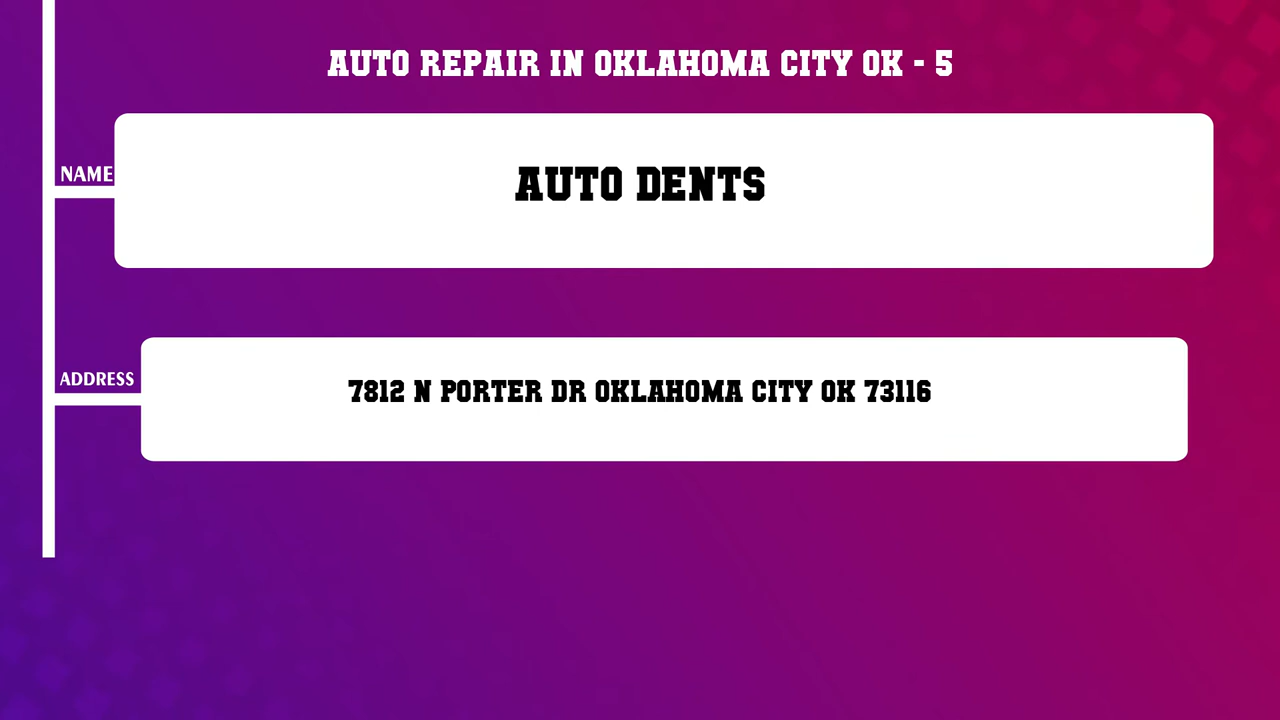 AUTO REPAIR IN OKLAHOMA CITY OK - 5
NAME
AUTO DENTS
ADDRESS
7812 N PORTER DR OKLAHOMA CITY OK 73116